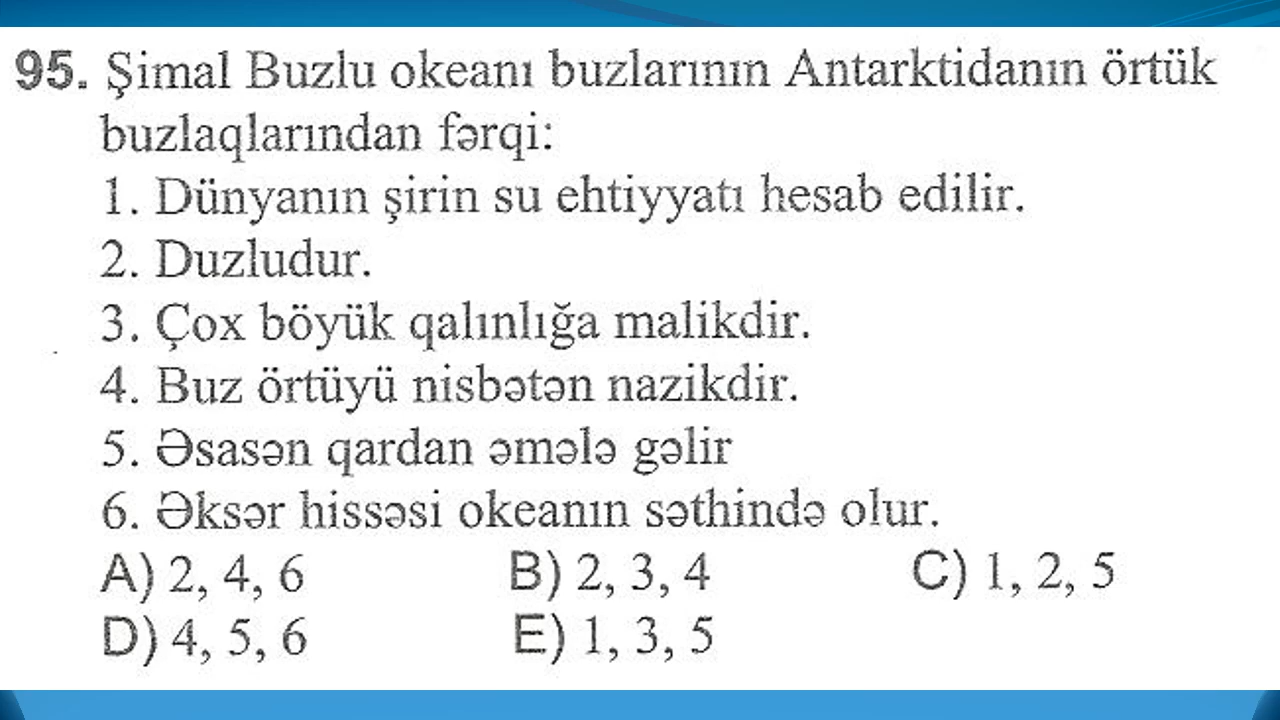 95. Şimal Buzlu okeanı buzlarının Antarktidanın örtük
buzlaqlarından fərqi:
1. Dünyanın şirin su ehtiyyatı hesab edilir.
2. Duzludur.
3. Çox böyük qalınlığa malikdir.
4. Buz örtüyü nisbətən nazikdir.
5. Əsasən qardan əmələ gəlir
6. Əksər hissəsi okeanın səthində olur.
A) 2, 4, 6 B) 2, 3, 4 C) 1, 2, 5
D) 4, 5, 6 E) 1, 3, 5